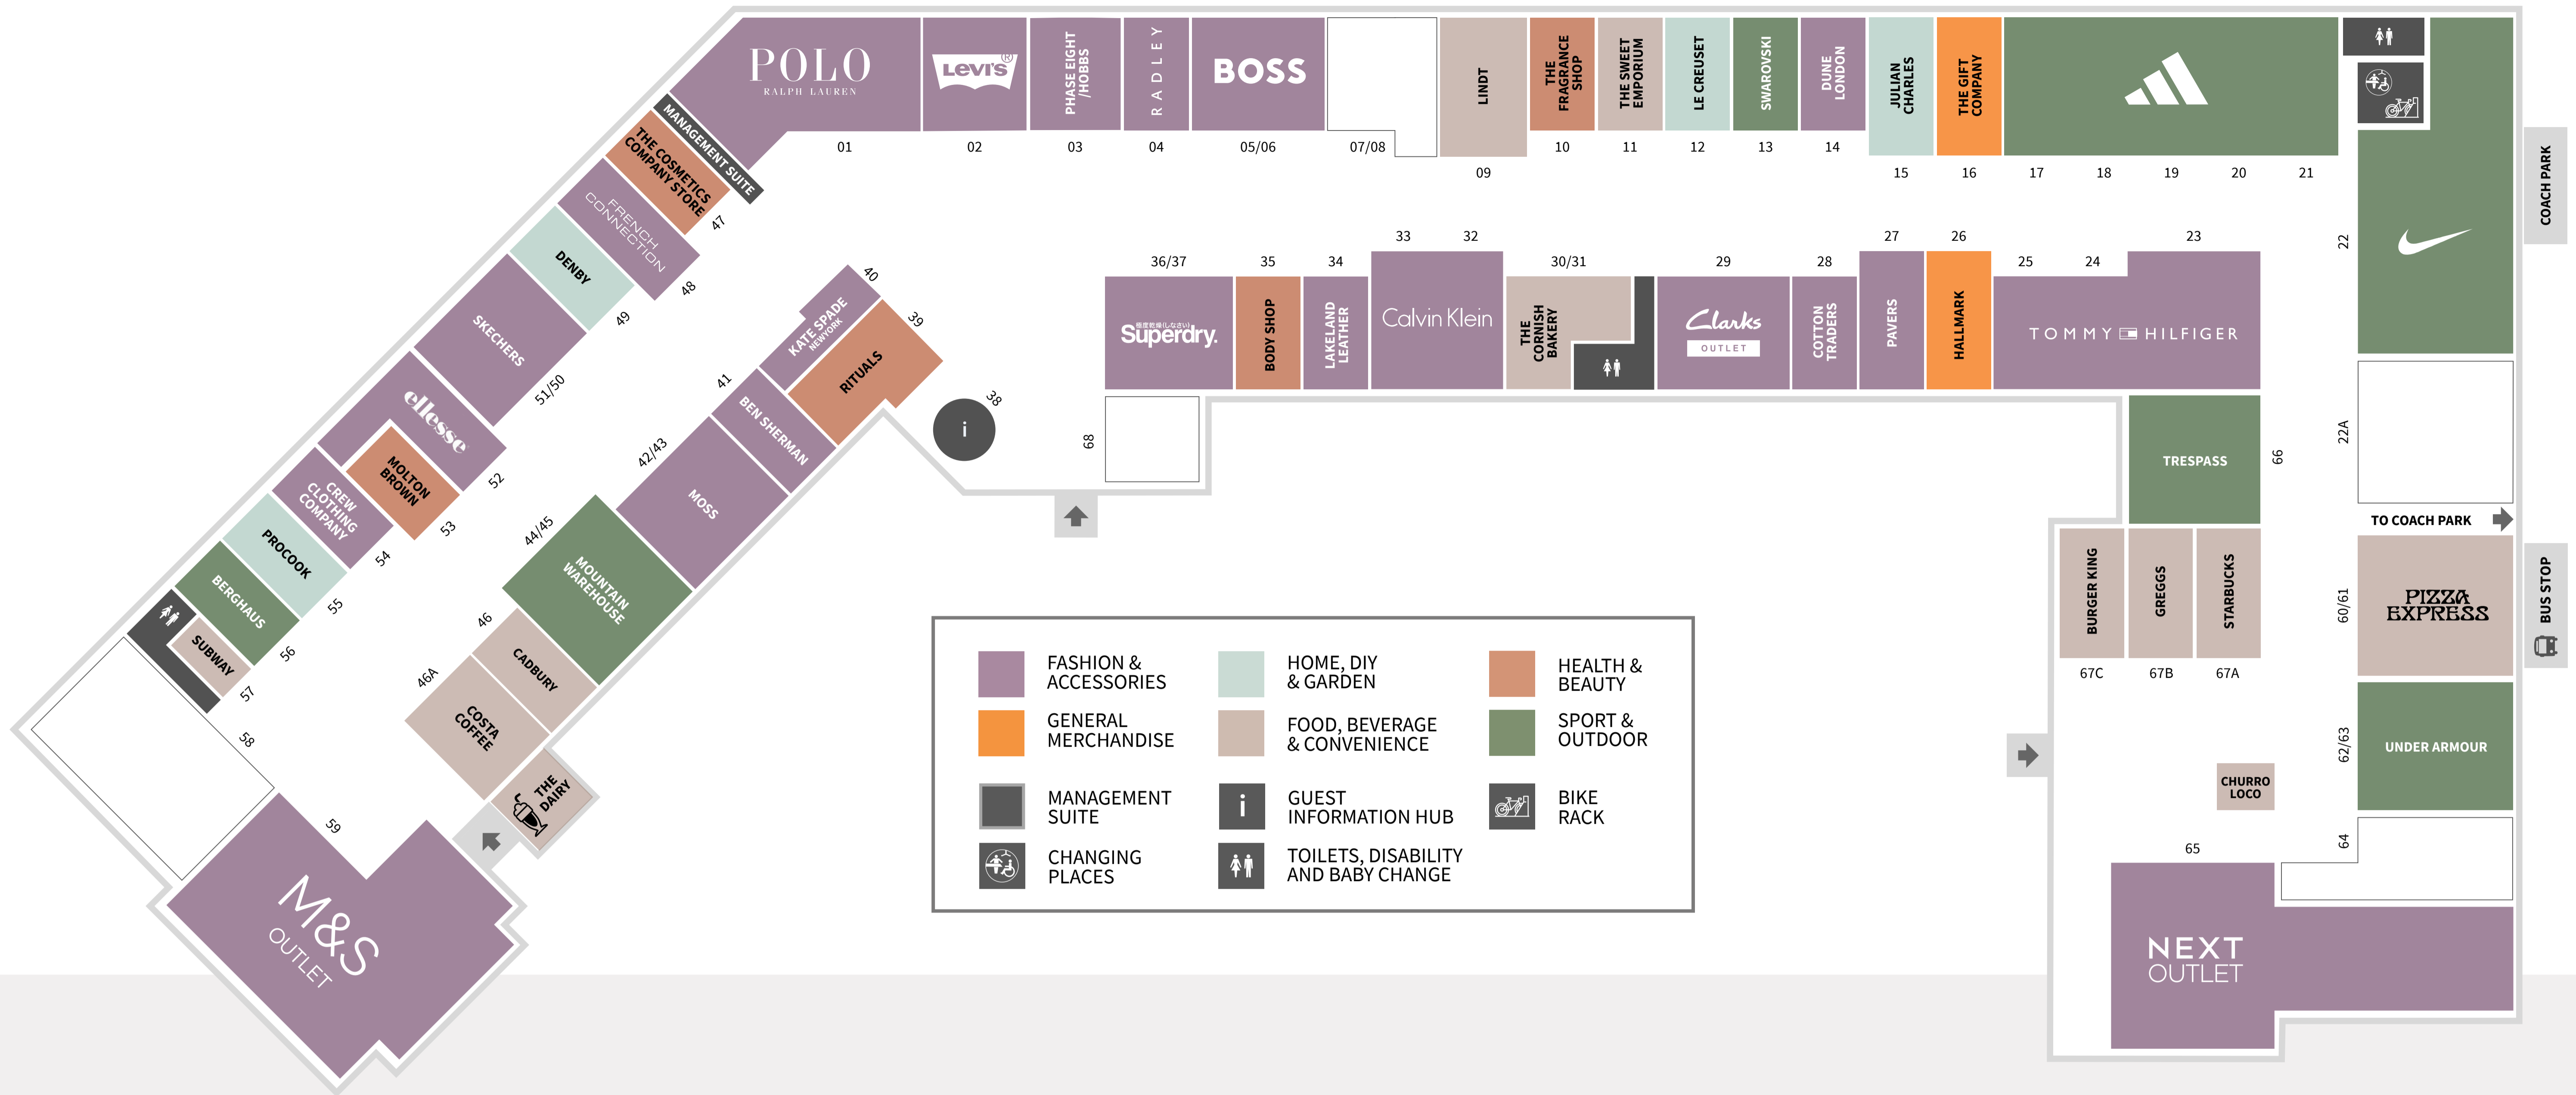 POLO
RALPH LAUREN
01
LEVI'S®
02
PHASE EIGHT
/HOBBS
03
RADLEY
04
BOSS
05/06
07/08
LINDT
09
THE
FRAGRANCE
SHOP
10
THE SWEET
EMPORIUM
11
LE CREUSET
12
SWAROVSKI
13
DUNE
LONDON
14
JULIAN
CHARLES
15
THE GIFT
COMPANY
16
17
18
19
20
21
22
COACH PARK
22A
TO COACH PARK
PIZZA
EXPRESS
60/61
BUS STOP
UNDER ARMOUR
62/63
64
CHURRO
LOCO
65
NEXT
OUTLET
TRESPASS
66
BURGER KING
67C
GREGGS
67B
STARBUCKS
67A
23
24
25
TOMMY HILFIGER
26
HALLMARK
27
PAVERS
28
COTTON
TRADERS
29
Clarks
OUTLET
30/31
THE
CORNISH
BAKERY
32
33
Calvin Klein
34
LAKELAND
LEATHER
35
BODY SHOP
36/37
極度乾燥(しなさい)
Superdry.
68
38
i
39
RITUALS
40
KATE SPADE
NEW YORK
41
BEN SHERMAN
42/43
MOSS
44/45
MOUNTAIN
WAREHOUSE
46
CADBURY
46A
COSTA
COFFEE
THE
DAIRY
MANAGEMENT SUITE
THE COSMETICS
COMPANY STORE
47
FRENCH
CONNECTION
48
DENBY
49
SKECHERS
51/50
ellesse
52
MOLTON
BROWN
53
CREW
CLOTHING
COMPANY
54
PROCOOK
55
BERGHAUS
56
SUBWAY
57
58
59
M&S
OUTLET
FASHION &
ACCESSORIES
HOME, DIY
& GARDEN
HEALTH &
BEAUTY
GENERAL
MERCHANDISE
FOOD, BEVERAGE
& CONVENIENCE
SPORT &
OUTDOOR
MANAGEMENT
SUITE
i
GUEST
INFORMATION HUB
BIKE
RACK
CHANGING
PLACES
TOILETS, DISABILITY
AND BABY CHANGE